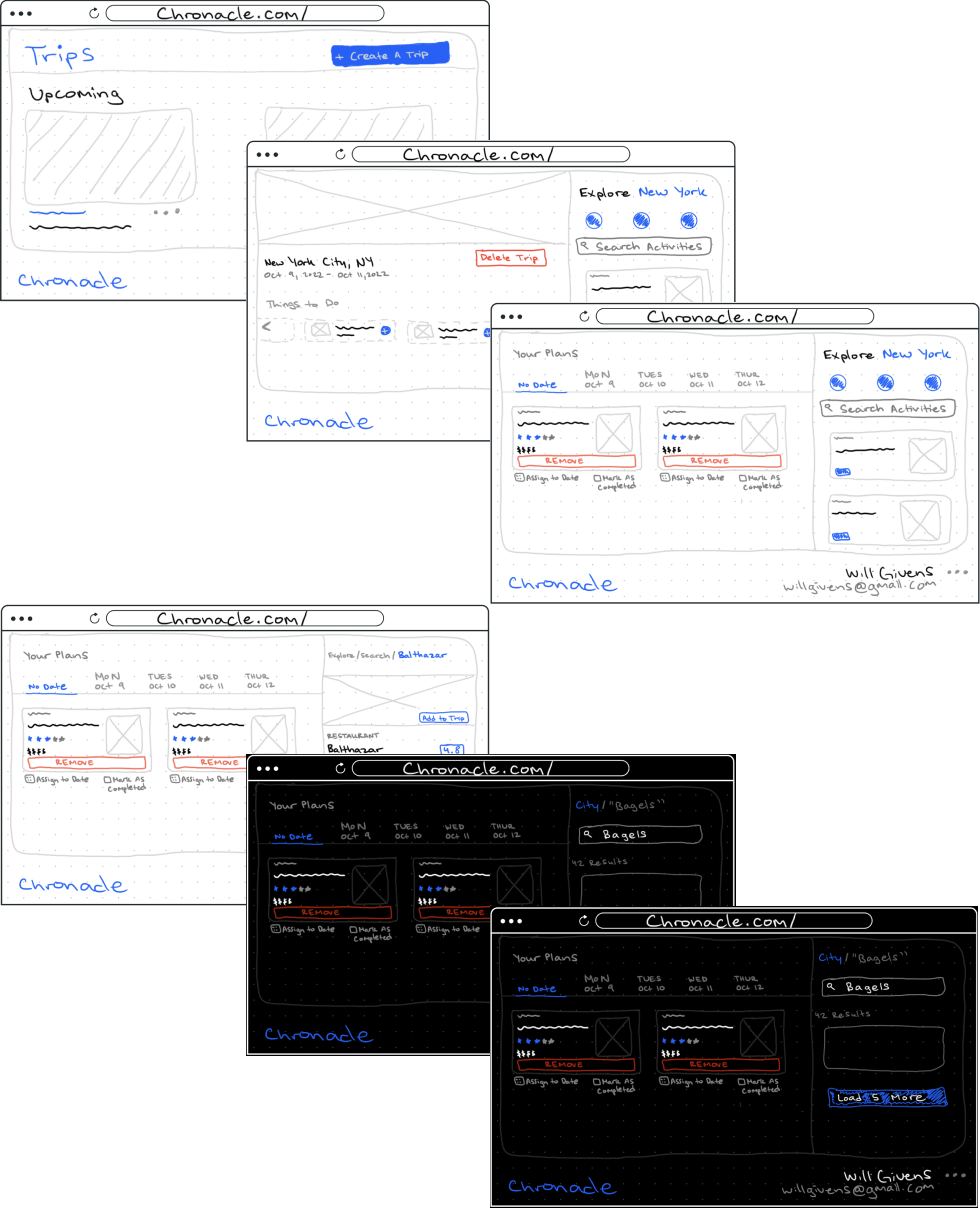 Chronacle.com/
Trips
+ Create A Trip
Upcoming
Chronacle
Chronacle.com/
Explore New York
Search Activities
New York City, NY
Oct. 9, 2022 - Oct 11, 2022
Delete Trip
Things to Do
<
+
+
Chronacle
Chronacle.com/
Your Plans
No Date
MON
OCT 9
TUES
OCT 10
WED
OCT 11
THUR
OCT 12
$$$$
REMOVE
Assign to Date
Mark As
Completed
$$$$
REMOVE
Assign to Date
Mark As
Completed
Explore New York
Search Activities
Chronacle
Will Givens
willgivens@gmail.com
Chronacle.com/
Your Plans
No Date
MON
OCT 9
TUES
OCT 10
WED
OCT 11
THUR
OCT 12
$$$$
REMOVE
Assign to Date
Mark As
Completed
$$$$
REMOVE
Assign to Date
Explore/Search/Balthazar
Add to Trip
RESTAURANT
Balthazar
4.8
Chronacle
Chronacle.com/
Your Plans
No Date
MON
OCT 9
TUES
OCT 10
WED
OCT 11
THUR
OCT 12
$$$$
REMOVE
Assign to Date
Mark As
Completed
$$$$
REMOVE
Assign to Date
City/"Bagels"
Bagels
42 Results
Chronacle
Chronacle.com/
Your Plans
No Date
MON
OCT 9
TUES
OCT 10
WED
OCT 11
THUR
OCT 12
$$$$
REMOVE
Assign to Date
Mark As
Completed
$$$$
REMOVE
Assign to Date
Mark As
Completed
City/"Bagels"
Bagels
42 Results
Load 5 More
Chronacle
Will Givens
willgivens@gmail.com